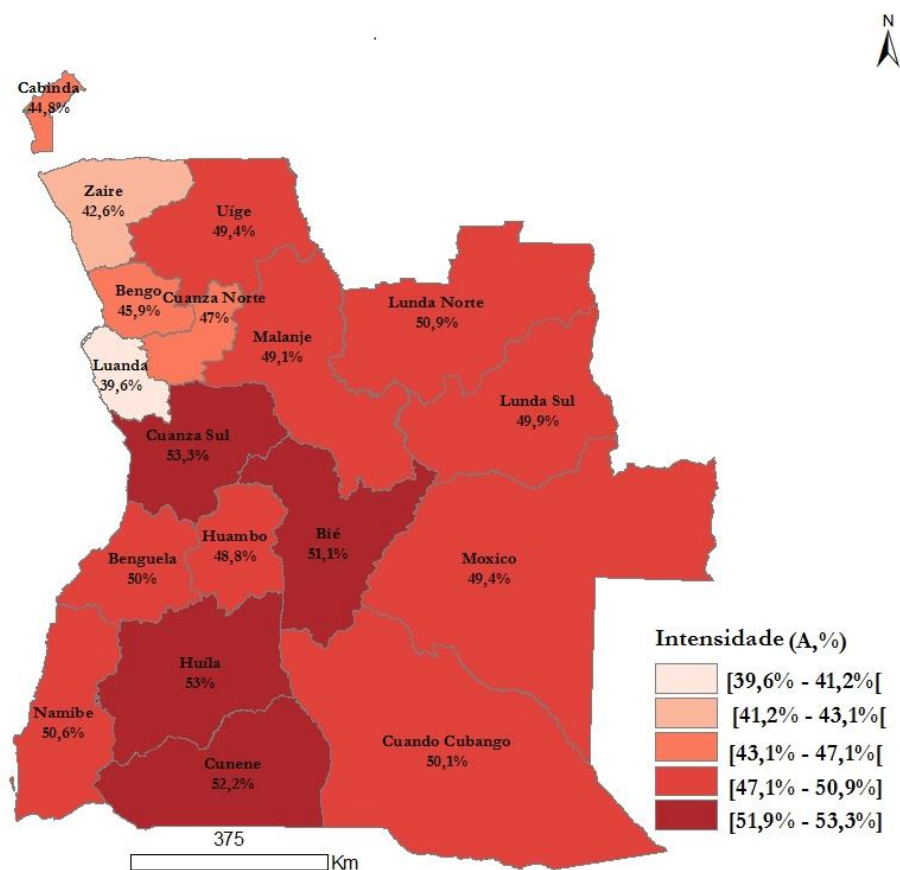 N
Cabinda
44,8%
Zaire
42,6%
Uíge
49,4%
Bengo
45,9%
Cuanza Norte
47%
Lunda Norte
50,9%
Malanje
49,1%
Luanda
39,6%
Lunda Sul
49,9%
Cuanza Sul
53,3%
Huambo
48,8%
Bié
51,1%
Benguela
50%
Moxico
49,4%
Huíla
53%
Namibe
50,6%
Cuando Cubango
50,1%
Cunene
52,2%
Intensidade (A,%)
[39,6% - 41,2%[
[41,2% - 43,1%[
[43,1% - 47,1%[
[47,1% - 50,9%]
[51,9% - 53,3%]
375
Km